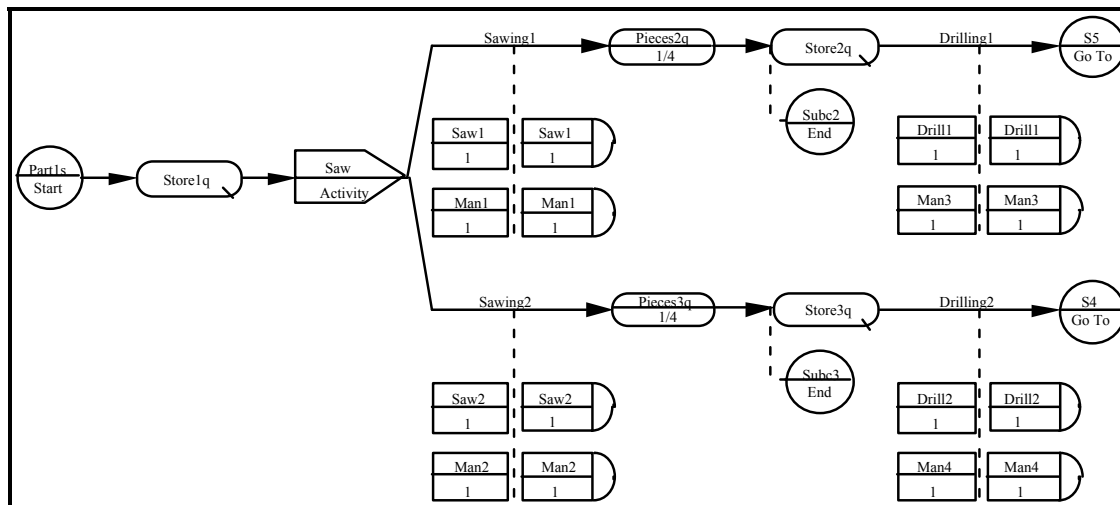 Part1s
Start
Store1q
Saw
Activity
Sawing1
Pieces2q
1/4
Store2q
Drilling1
S5
Go To
Subc2
End
Saw1
1
Saw1
1
Man1
1
Man1
1
Drill1
1
Drill1
1
Man3
1
Man3
1
Sawing2
Pieces3q
1/4
Store3q
Drilling2
S4
Go To
Subc3
End
Saw2
1
Saw2
1
Man2
1
Man2
1
Drill2
1
Drill2
1
Man4
1
Man4
1